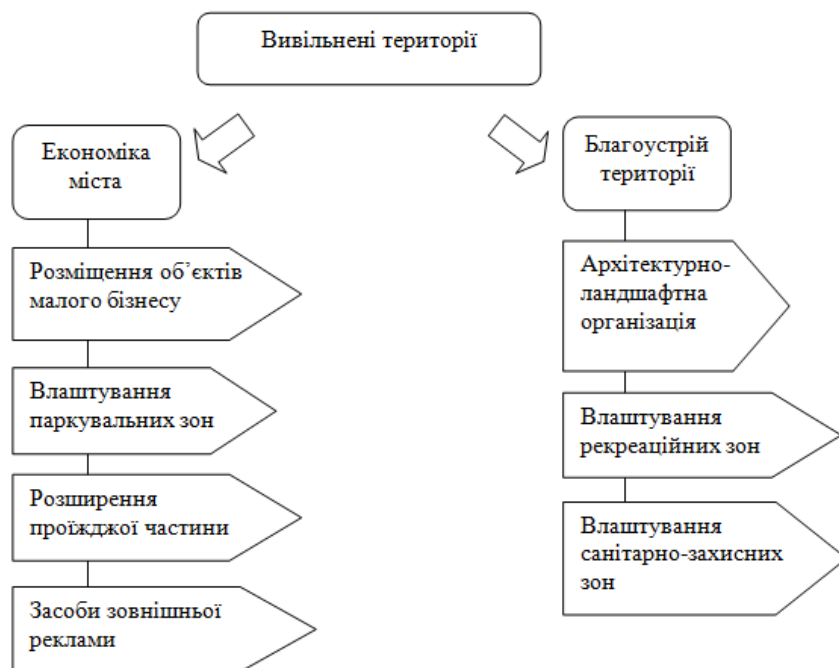 Вивільнені території
Економіка
міста
Розміщення об’єктів
малого бізнесу
Влаштування
паркувальних зон
Розширення
проїжджої частини
Засоби зовнішньої
реклами
Благоустрій
території
Архітектурно-
ландшафтна
організація
Влаштування
рекреаційних зон
Влаштування
санітарно-захисних
зон